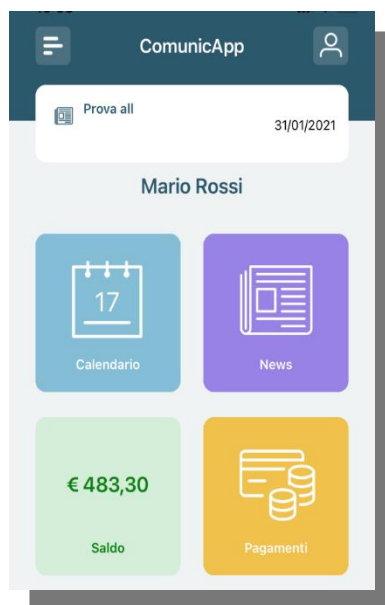 ComunicApp
Prova all
31/01/2021
Mario Rossi
17
Calendario
News
€ 483,30
Saldo
Pagamenti